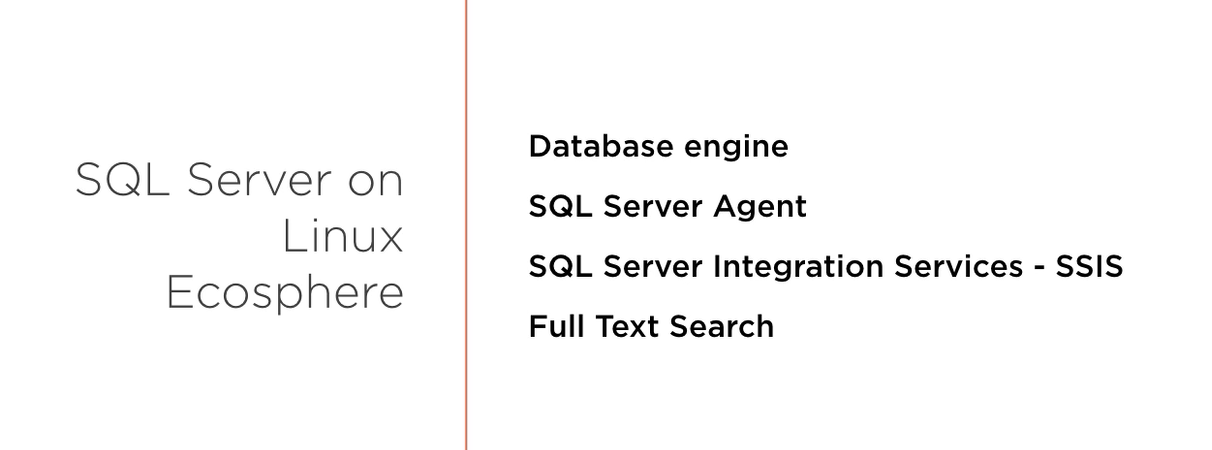 SQL Server on
Linux
Ecosphere
Database engine
SQL Server Agent
SQL Server Integration Services - SSIS
Full Text Search